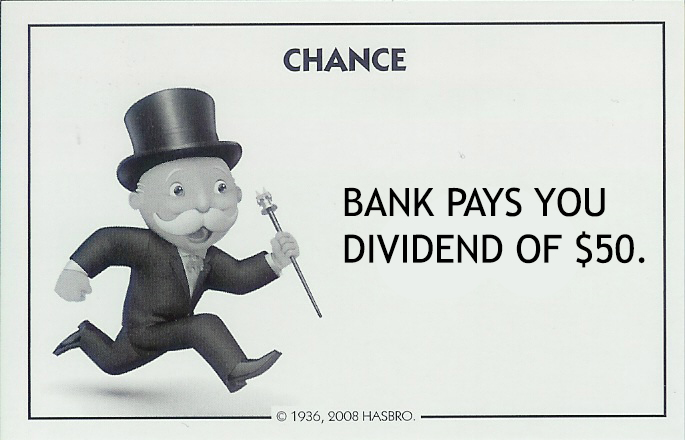 CHANCE
BANK PAYS YOU
DIVIDEND OF $50.
© 1936, 2008 HASBRO.